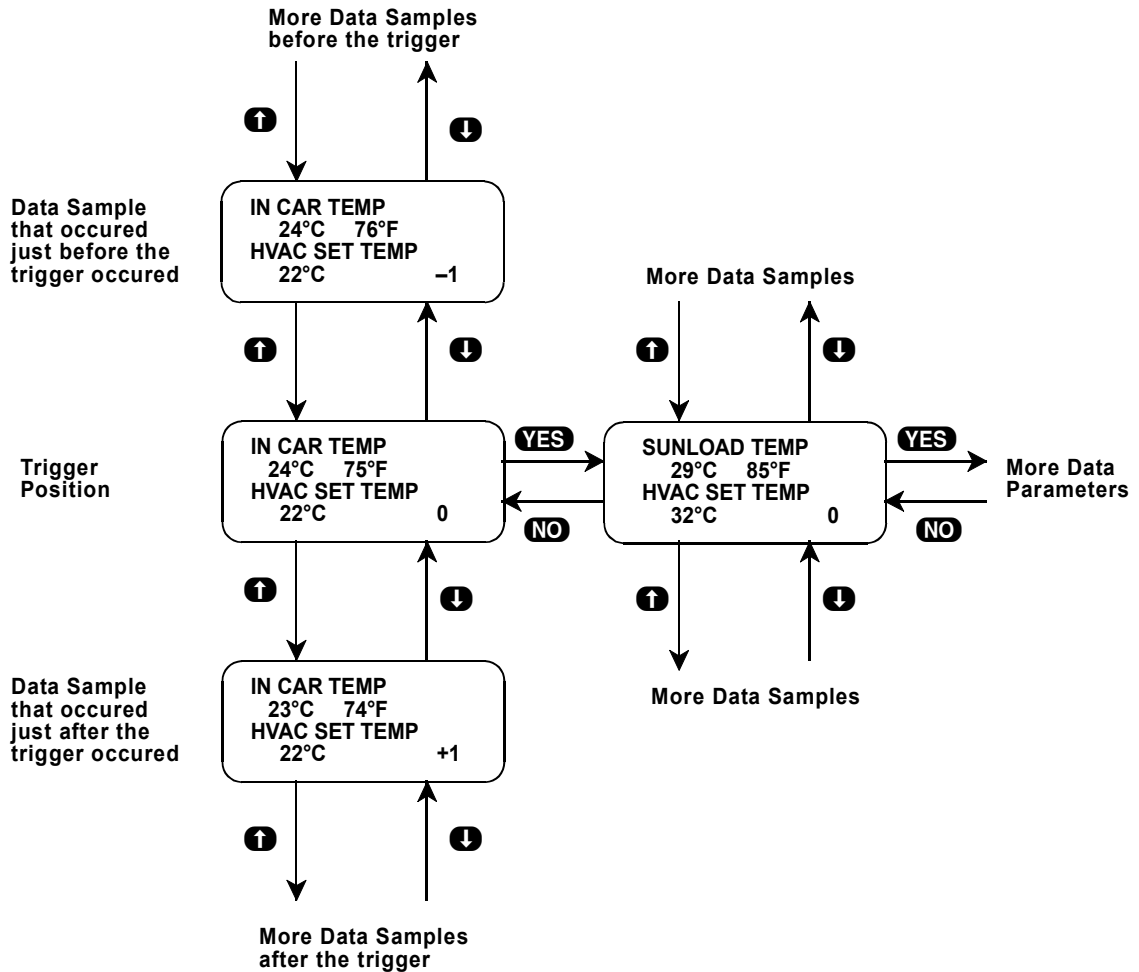 More Data Samples
before the trigger
Data Sample
that occured
just before the
trigger occured
IN CAR TEMP
24°C 76°F
HVAC SET TEMP
22°C –1
More Data Samples
Trigger
Position
IN CAR TEMP
24°C 75°F
HVAC SET TEMP
22°C 0
YES
NO
SUNLOAD TEMP
29°C 85°F
HVAC SET TEMP
32°C 0
YES
NO
More Data
Parameters
Data Sample
that occured
just after the
trigger occured
IN CAR TEMP
23°C 74°F
HVAC SET TEMP
22°C +1
More Data Samples
More Data Samples
after the trigger